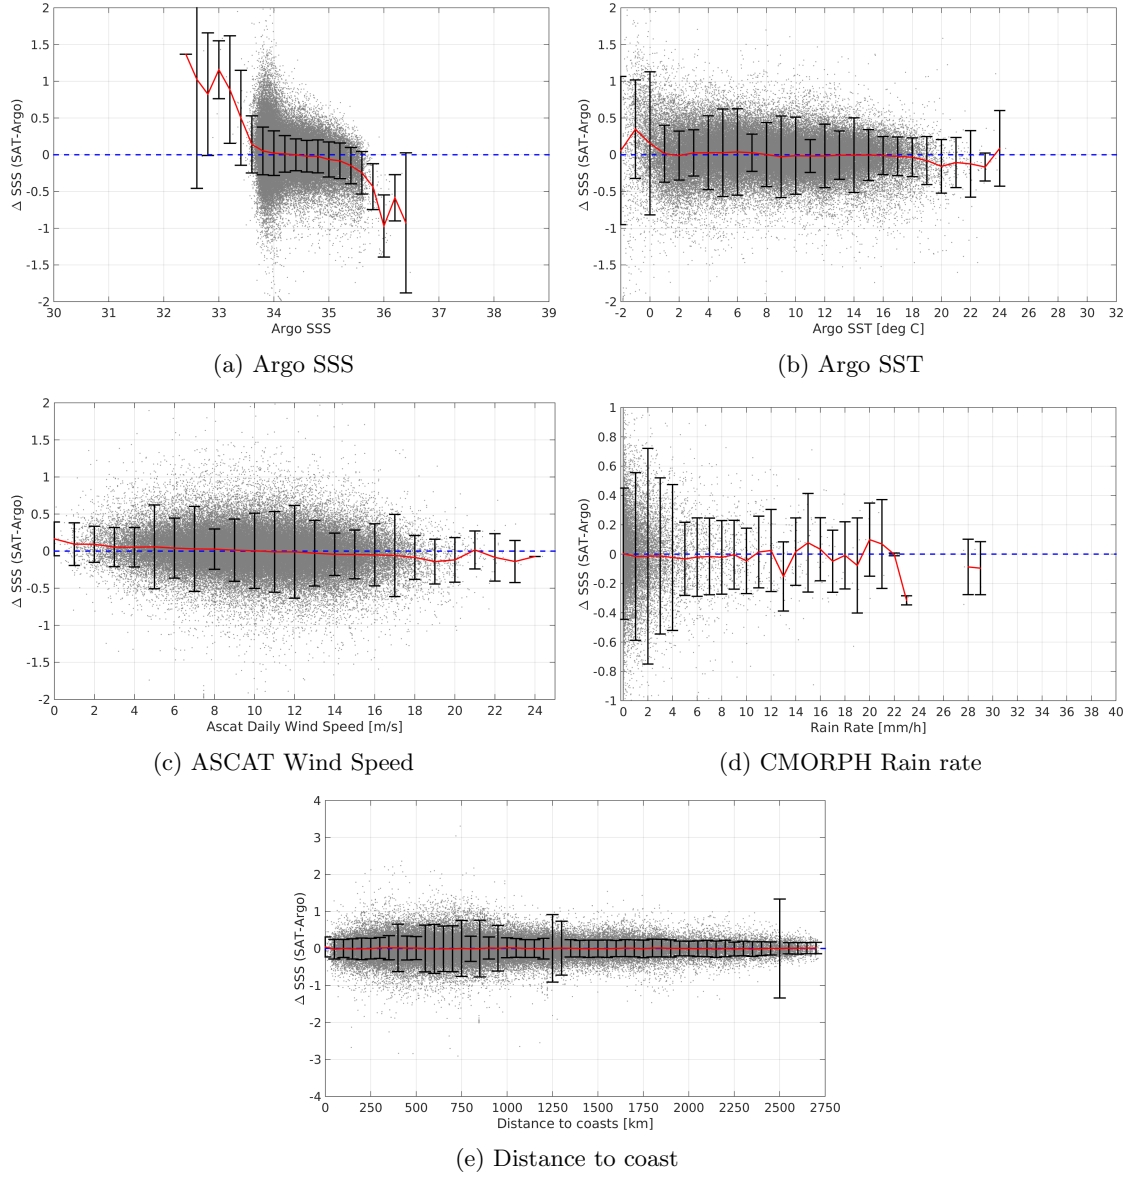 2
1.5
1
0.5
0
-0.5
-1
-1.5
-2
Δ SSS (SAT-Argo)
30 31 32 33 34 35 36 37 38 39
Argo SSS
(a) Argo SSS
2
1.5
1
0.5
0
-0.5
-1
-1.5
-2
Δ SSS (SAT-Argo)
-2 0 2 4 6 8 10 12 14 16 18 20 22 24 26 28 30 32
Argo SST [deg C]
(b) Argo SST
2
1.5
1
0.5
0
-0.5
-1
-1.5
-2
Δ SSS (SAT-Argo)
0 2 4 6 8 10 12 14 16 18 20 22 24
Ascat Daily Wind Speed [m/s]
(c) ASCAT Wind Speed
1
0.8
0.6
0.4
0.2
0
-0.2
-0.4
-0.6
-0.8
-1
Δ SSS (SAT-Argo)
0 2 4 6 8 10 12 14 16 18 20 22 24 26 28 30 32 34 36 38 40
Rain Rate [mm/h]
(d) CMORPH Rain rate
4
3
2
1
0
-1
-2
-3
-4
Δ SSS (SAT-Argo)
0 250 500 750 1000 1250 1500 1750 2000 2250 2500 2750
Distance to coasts [km]
(e) Distance to coast